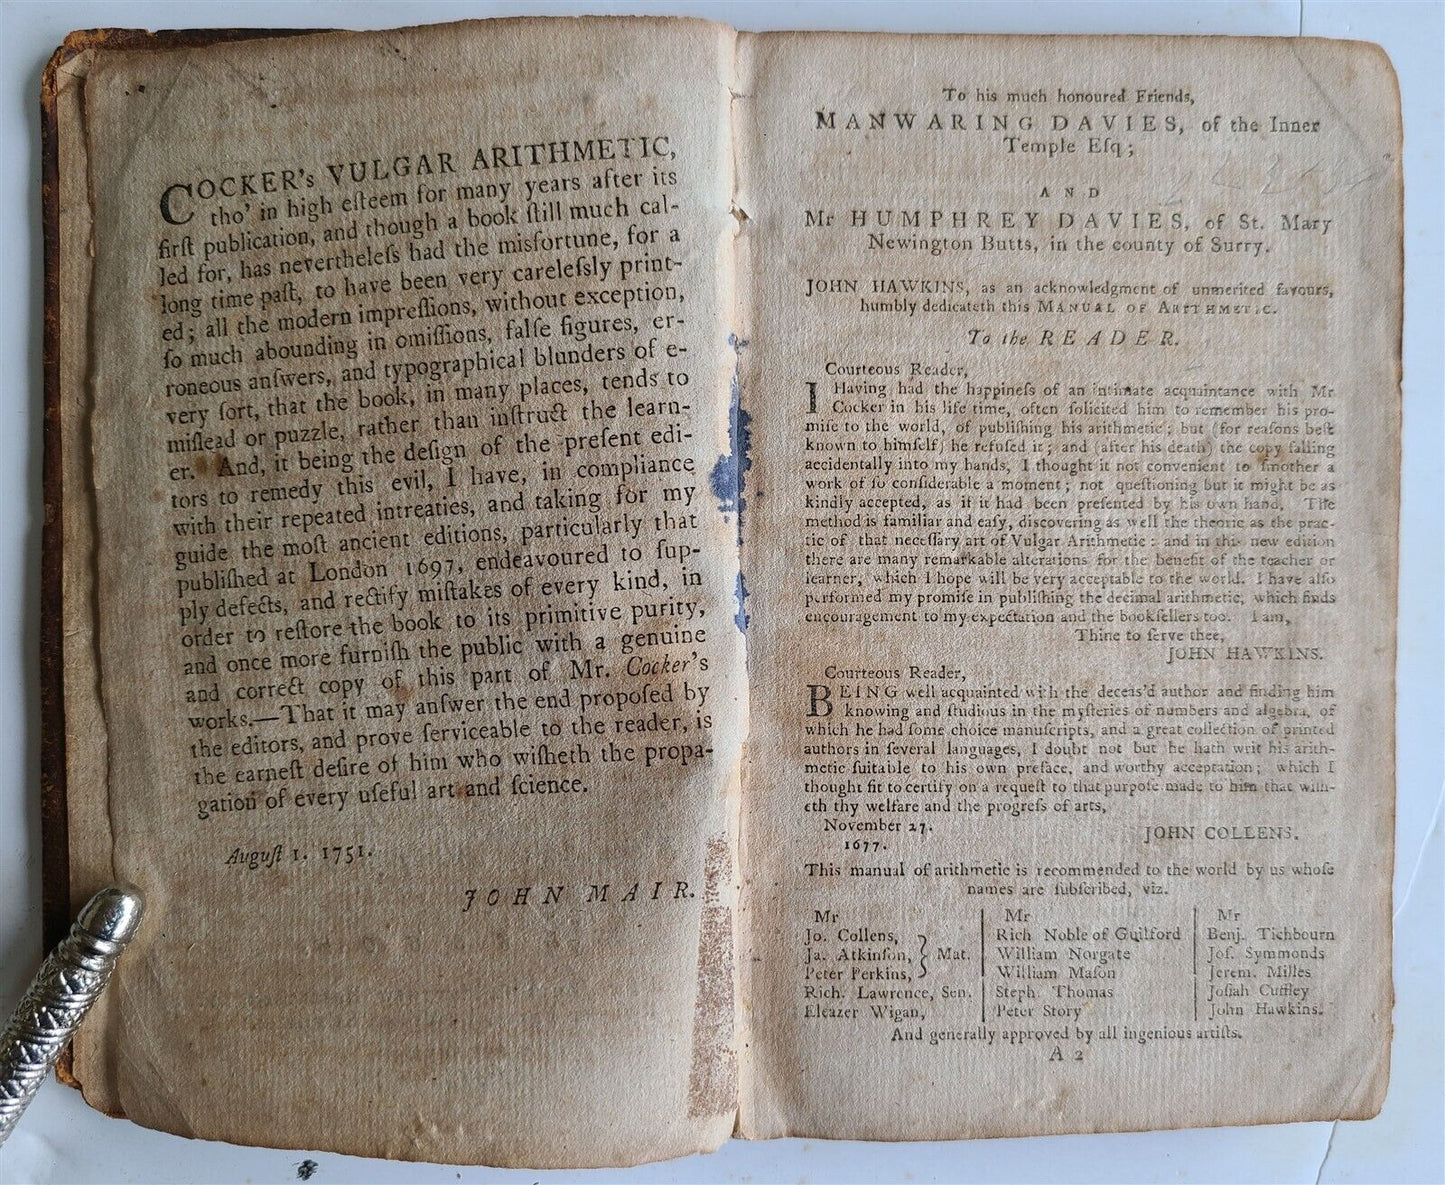 COCKER's VULGAR ARITHMETIC,
tho' in high eſteem for many years after its
firſt publication, and though a book ſtill much cal-
led for, has nevertheleſs had the misfortune, for a
long time paſt, to have been very careleſsly print-
ed; all the modern impreſſions, without exception,
ſo much abounding in omiſſions, falſe figures, er-
roneous anſwers, and typographical blunders of e-
very ſort, that the book, in many places, tends to
miſlead or puzzle, rather than inſtruct the learn-
er. And, it being the deſign of the preſent edi-
tors to remedy this evil, I have, in compliance
with their repeated intreaties, and taking for my
guide the moſt ancient editions, particularly that
publiſhed at London 1697, endeavoured to ſup-
ply defects, and rectify miſtakes of every kind, in
order to reſtore the book to its primitive purity,
and once more furniſh the public with a genuine
and correct copy of this part of Mr. Cocker's
works.—That it may anſwer the end propoſed by
the editors, and prove ſerviceable to the reader, is
the earneſt deſire of him who wiſheth the propa-
gation of every uſeful art and ſcience.
Auguſt 1. 1751.
JOHN MAIR.
To his much honoured Friends,
MANWARING DAVIES, of the Inner
Temple Eſq;
AND
Mr HUMPHREY DAVIES, of St. Mary
Newington Butts, in the county of Surry.
JOHN HAWKINS, as an acknowledgment of unmerited favours,
humbly dedicateth this MANUAL OF ARITHMETIC.
To the READER.
Courteous Reader,
I Having had the happineſs of an intimate acquaintance with Mr
Cocker in his life time, often ſolicited him to remember his pro-
miſe to the world, of publiſhing his arithmetic; but (for reaſons beſt
known to himſelf) he refuſed it; and (after his death) the copy falling
accidentally into my hands, I thought it not convenient to ſmother a
work of ſo conſiderable a moment; not queſtioning but it might be as
kindly accepted, as if it had been preſented by his own hand. The
method is familiar and eaſy, diſcovering as well the theoric as the prac-
tic of that neceſſary art of Vulgar Arithmetic: and in this new edition
there are many remarkable alterations for the benefit of the teacher or
learner, which I hope will be very acceptable to the world. I have alſo
performed my promiſe in publiſhing the decimal arithmetic, which finds
encouragement to my expectation and the bookſellers too. I am,
Thine to ſerve thee,
JOHN HAWKINS.
Courteous Reader,
BEING well acquainted with the deceas'd author and finding him
knowing and ſtudious in the myſteries of numbers and algebra, of
which he had ſome choice manuſcripts, and a great collection of printed
authors in ſeveral languages, I doubt not but he hath writ his arith-
metic ſuitable to his own preface, and worthy acceptation; which I
thought fit to certify on a requeſt to that purpoſe made to him that wiſh-
eth thy welfare and the progreſs of arts,
November 27.
1677.
JOHN COLLENS.
This manual of arithmetic is recommended to the world by us whoſe
names are ſubſcribed, viz.
Mr
Jo. Collens,
Ja. Atkinſon, Mat.
Peter Perkins,
Rich. Lawrence, Sen.
Eleazer Wigan,
Mr
Rich Noble of Guilford
William Norgate
William Maſon
Steph. Thomas
Peter Story
Mr
Benj. Tichbourn
Joſ. Symmonds
Jerem. Milles
Joſiah Cuffley
John Hawkins.
And generally approved by all ingenious artiſts.
A 2